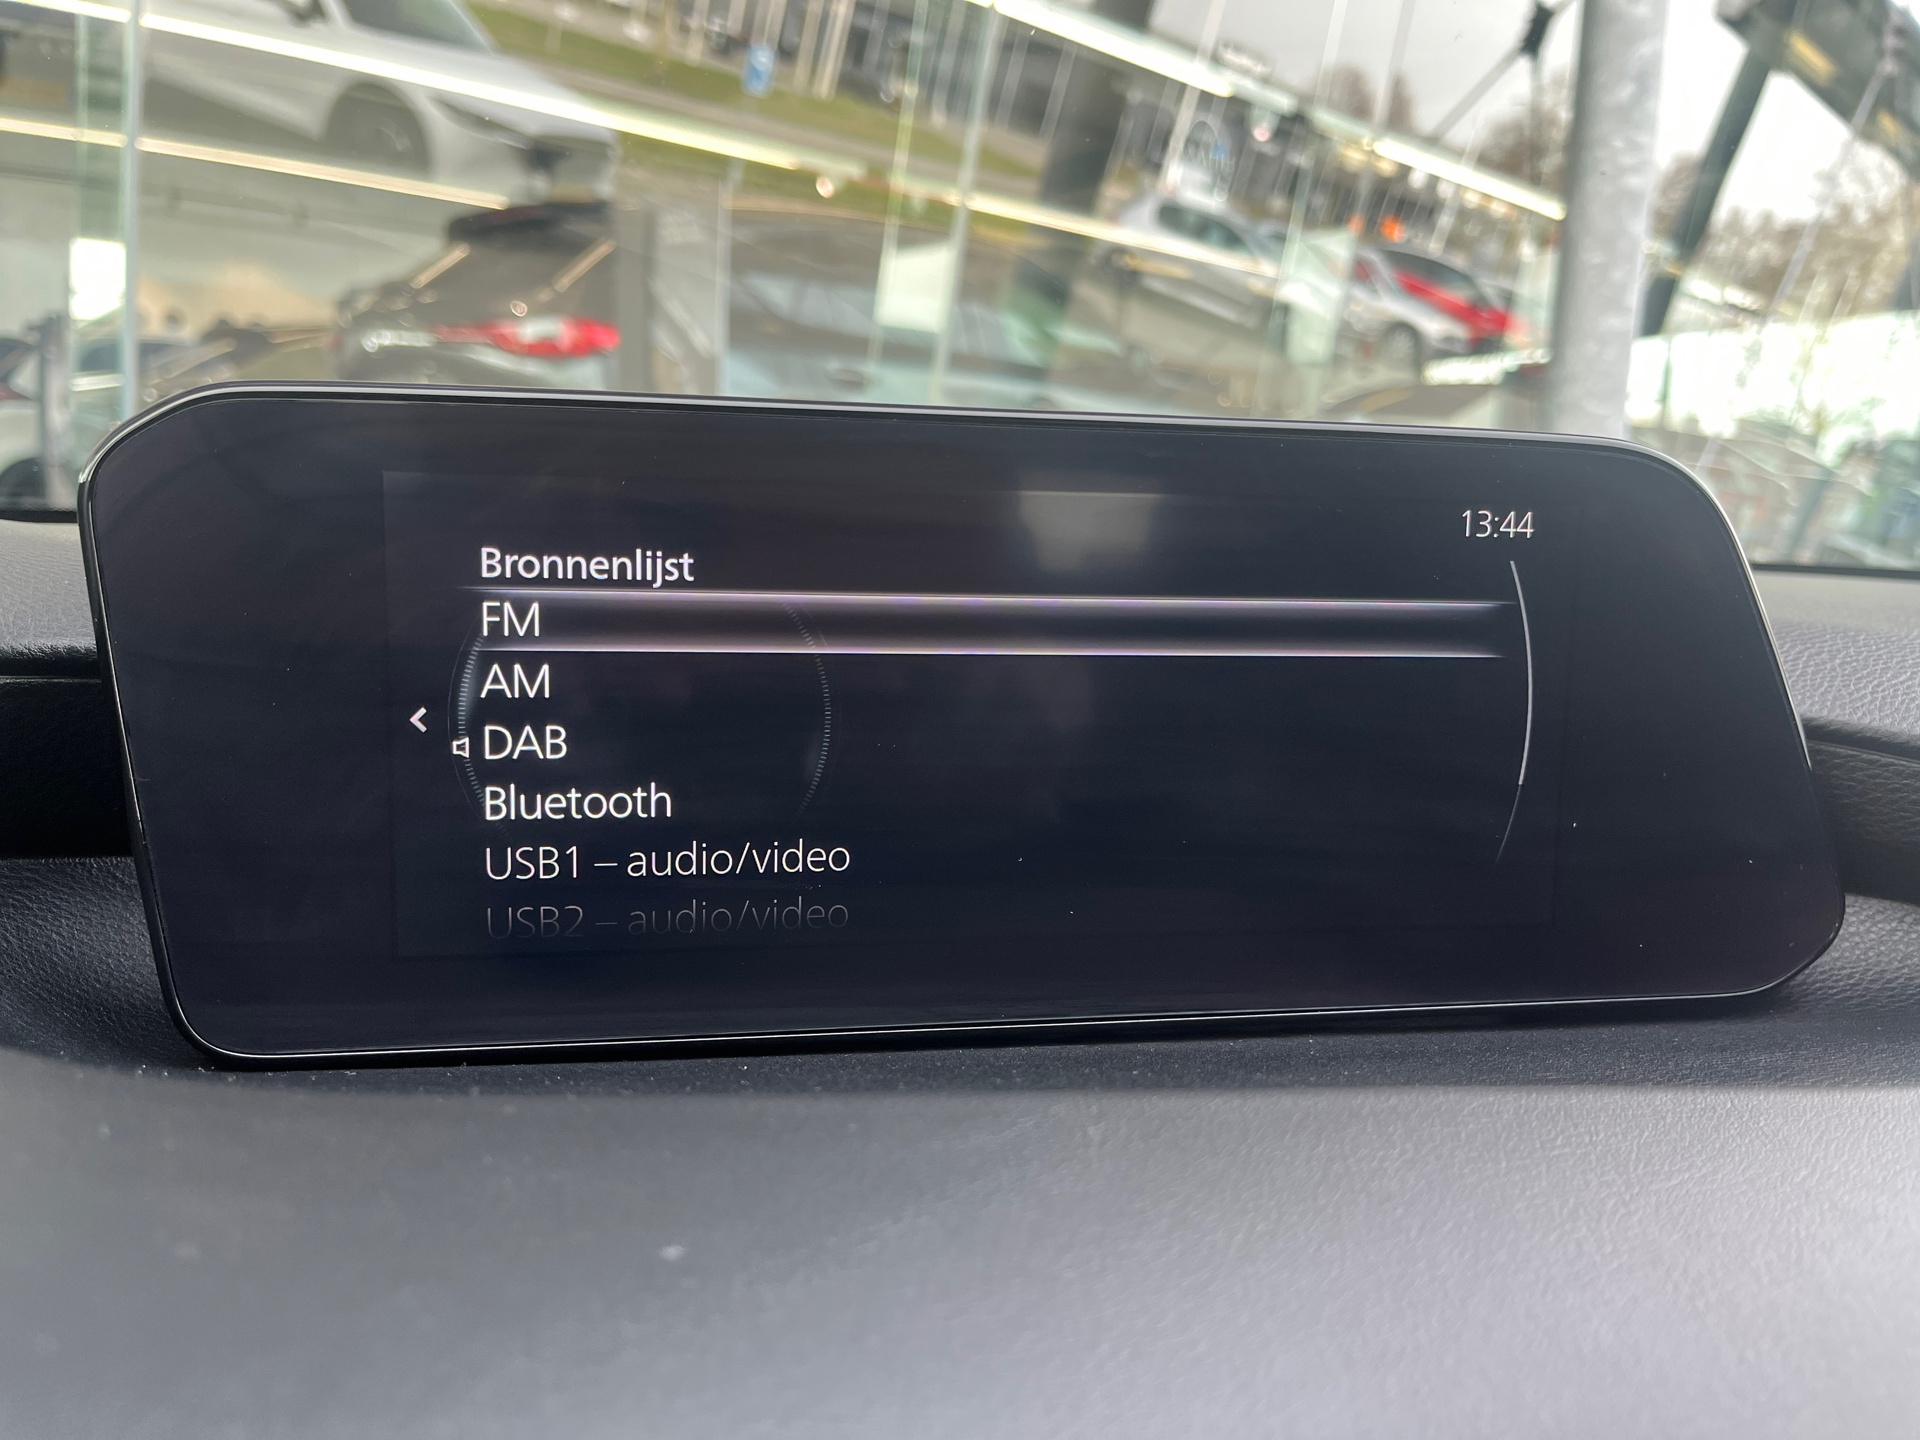 13:44
Bronnenlijst
FM
AM
DAB
Bluetooth
USB1 – audio/video
USB2 – audio/video